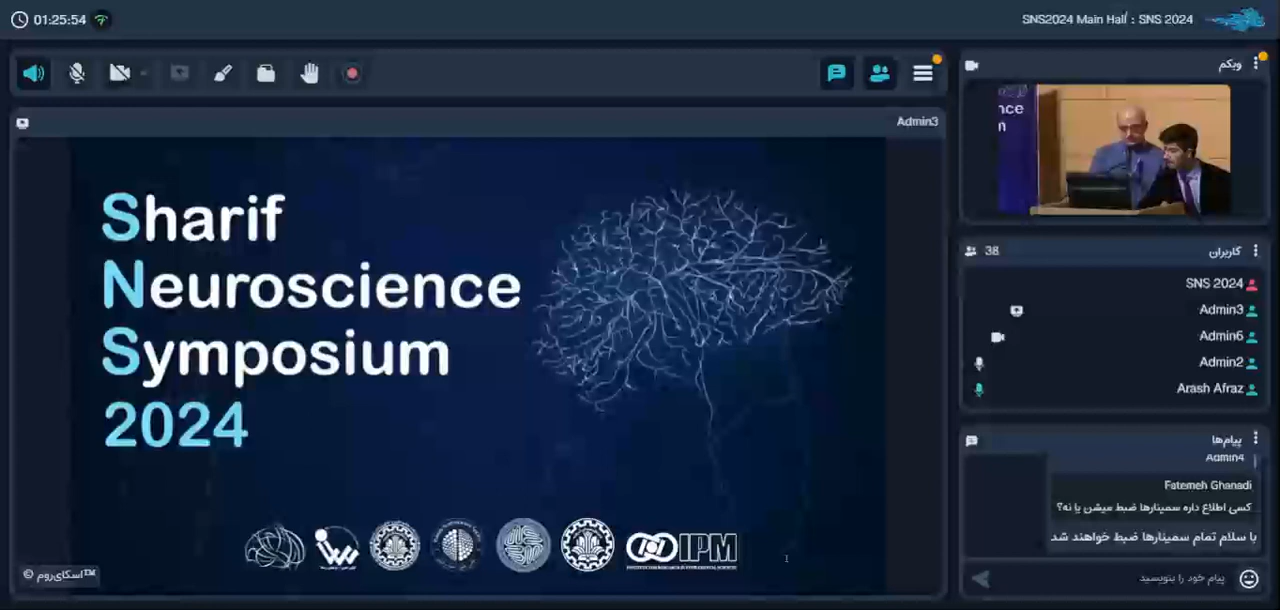 01:25:54
SNS2024 Main Hall : SNS 2024
Admin3
Sharif
Neuroscience
Symposium
2024
IPM
اسکای‌روم ©™
وبکم
nce
m
کاربران
38
SNS 2024
Admin3
Admin6
Admin2
Arash Afraz
پیام‌ها
Admin4
Fatemeh Ghanadi
کسی اطلاع داره سمینارها ضبط میشن یا نه؟
با سلام تمام سمینارها ضبط خواهند شد
پیام خود را بنویسید